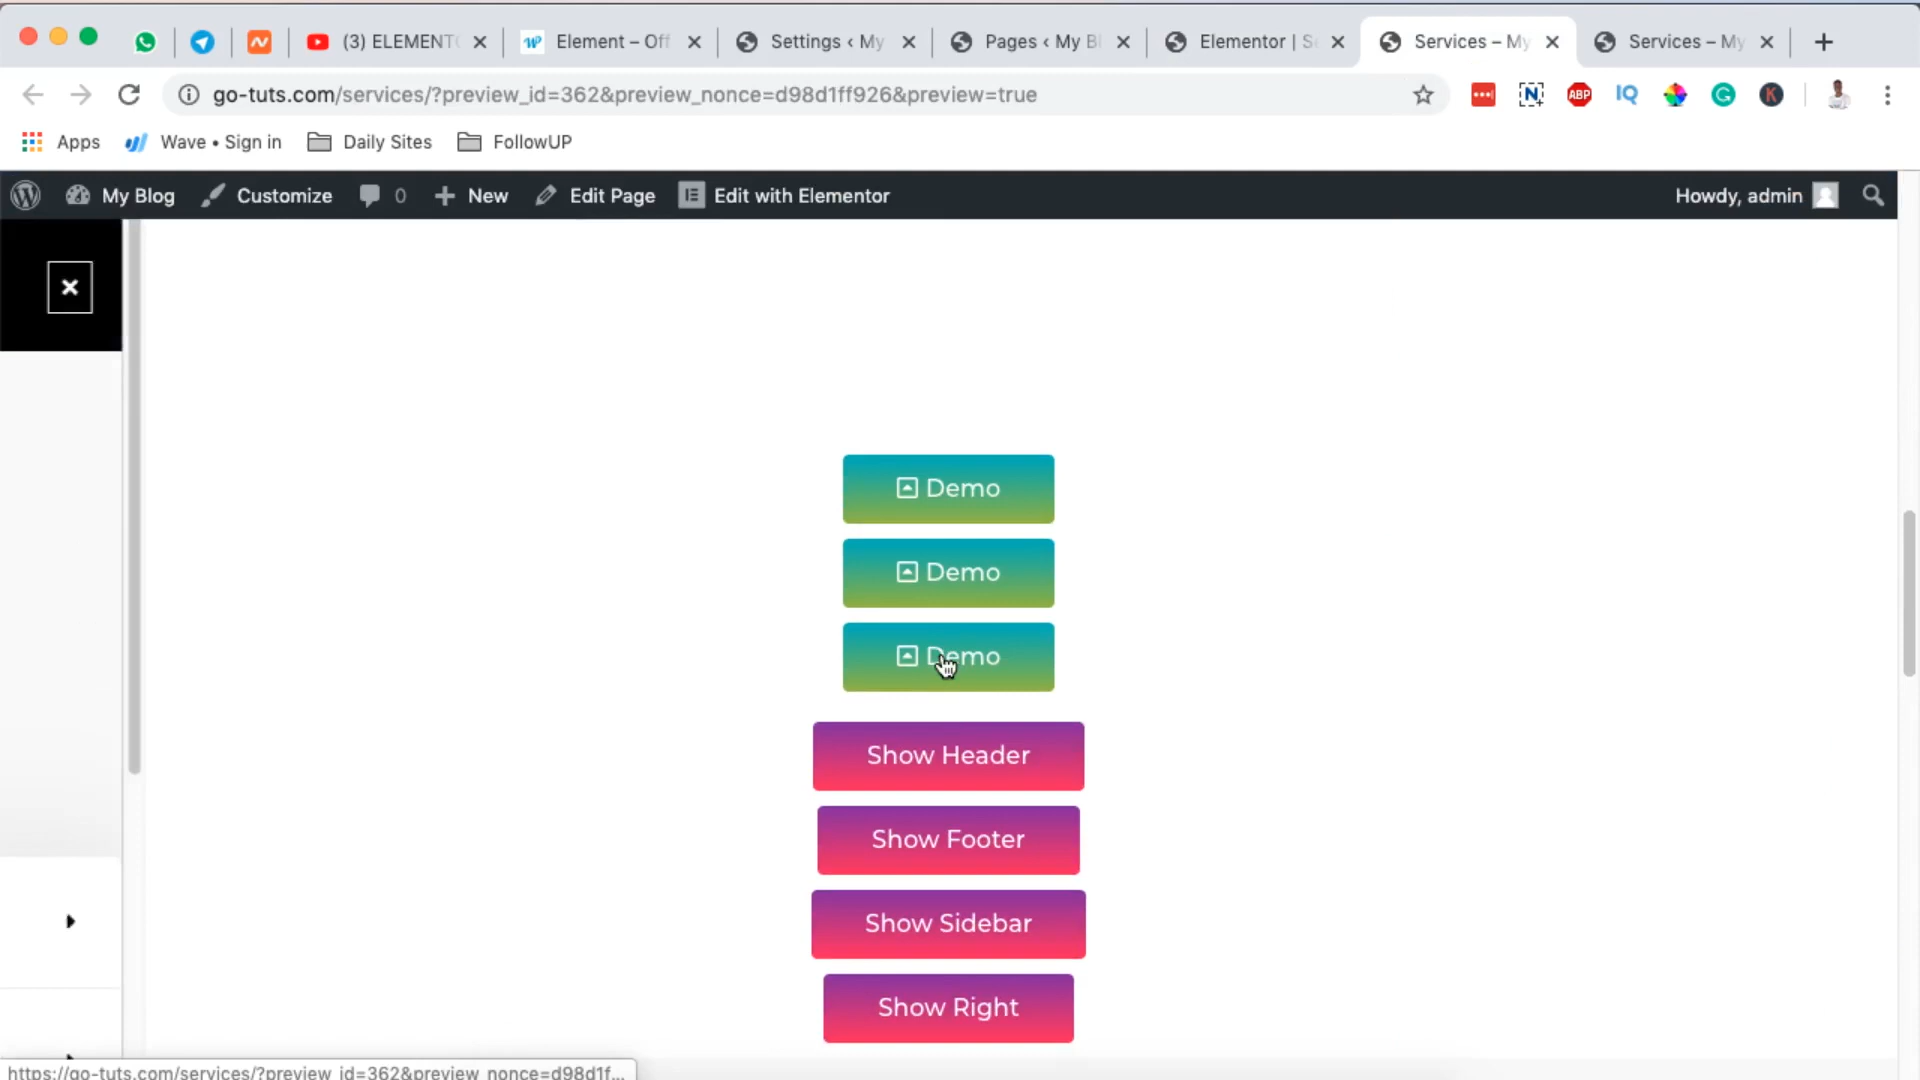 (3) ELEMENT
Element – Off
Settings ‹ My
Pages ‹ My B
Elementor | S
Services – My
Services – My
go-tuts.com/services/?preview_id=362&preview_nonce=d98d1ff926&preview=true
ABP
IQ
Apps
Wave • Sign in
Daily Sites
FollowUP
My Blog
Customize
0
New
Edit Page
Edit with Elementor
Howdy, admin
Demo
Demo
Demo
Show Header
Show Footer
Show Sidebar
Show Right
https://go-tuts.com/services/?preview_id=362&preview_nonce=d98d1f...